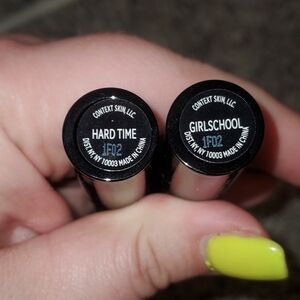 CONTEXT SKIN, LLC
HARD TIME
1F02
DIST. NY, NY 10003 MADE IN CHINA
CONTEXT SKIN, LLC
GIRLSCHOOL
1F02
DIST. NY, NY 10003 MADE IN CHINA